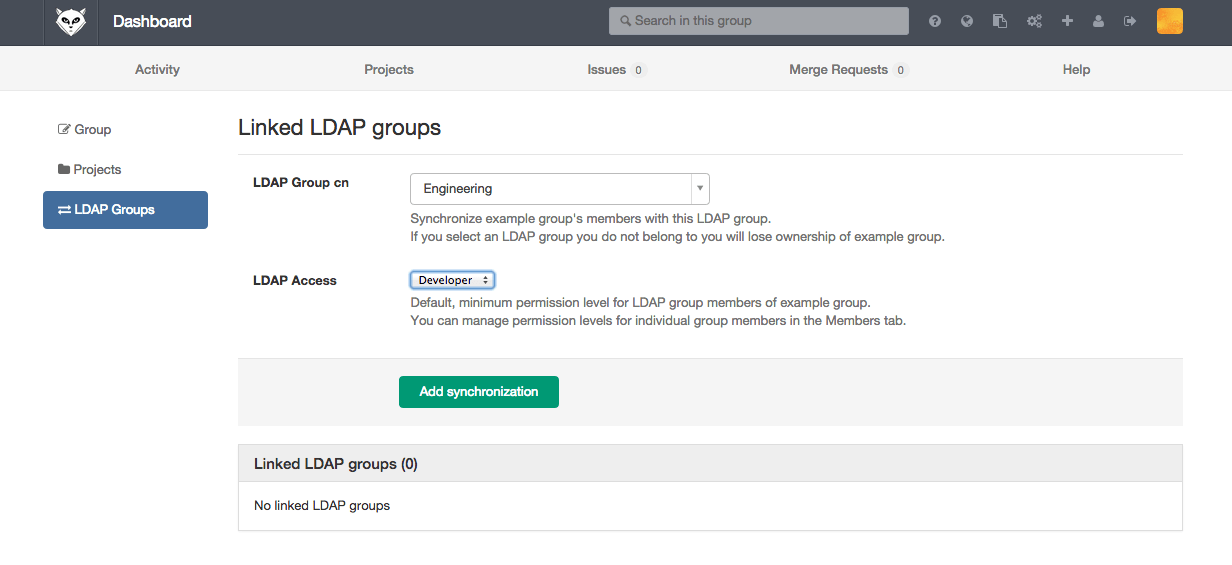 Dashboard
Search in this group
Activity
Projects
Issues 0
Merge Requests 0
Help
Group
Projects
LDAP Groups
Linked LDAP groups
LDAP Group cn
Engineering
Synchronize example group's members with this LDAP group.
If you select an LDAP group you do not belong to you will lose ownership of example group.
LDAP Access
Developer
Default, minimum permission level for LDAP group members of example group.
You can manage permission levels for individual group members in the Members tab.
Add synchronization
Linked LDAP groups (0)
No linked LDAP groups